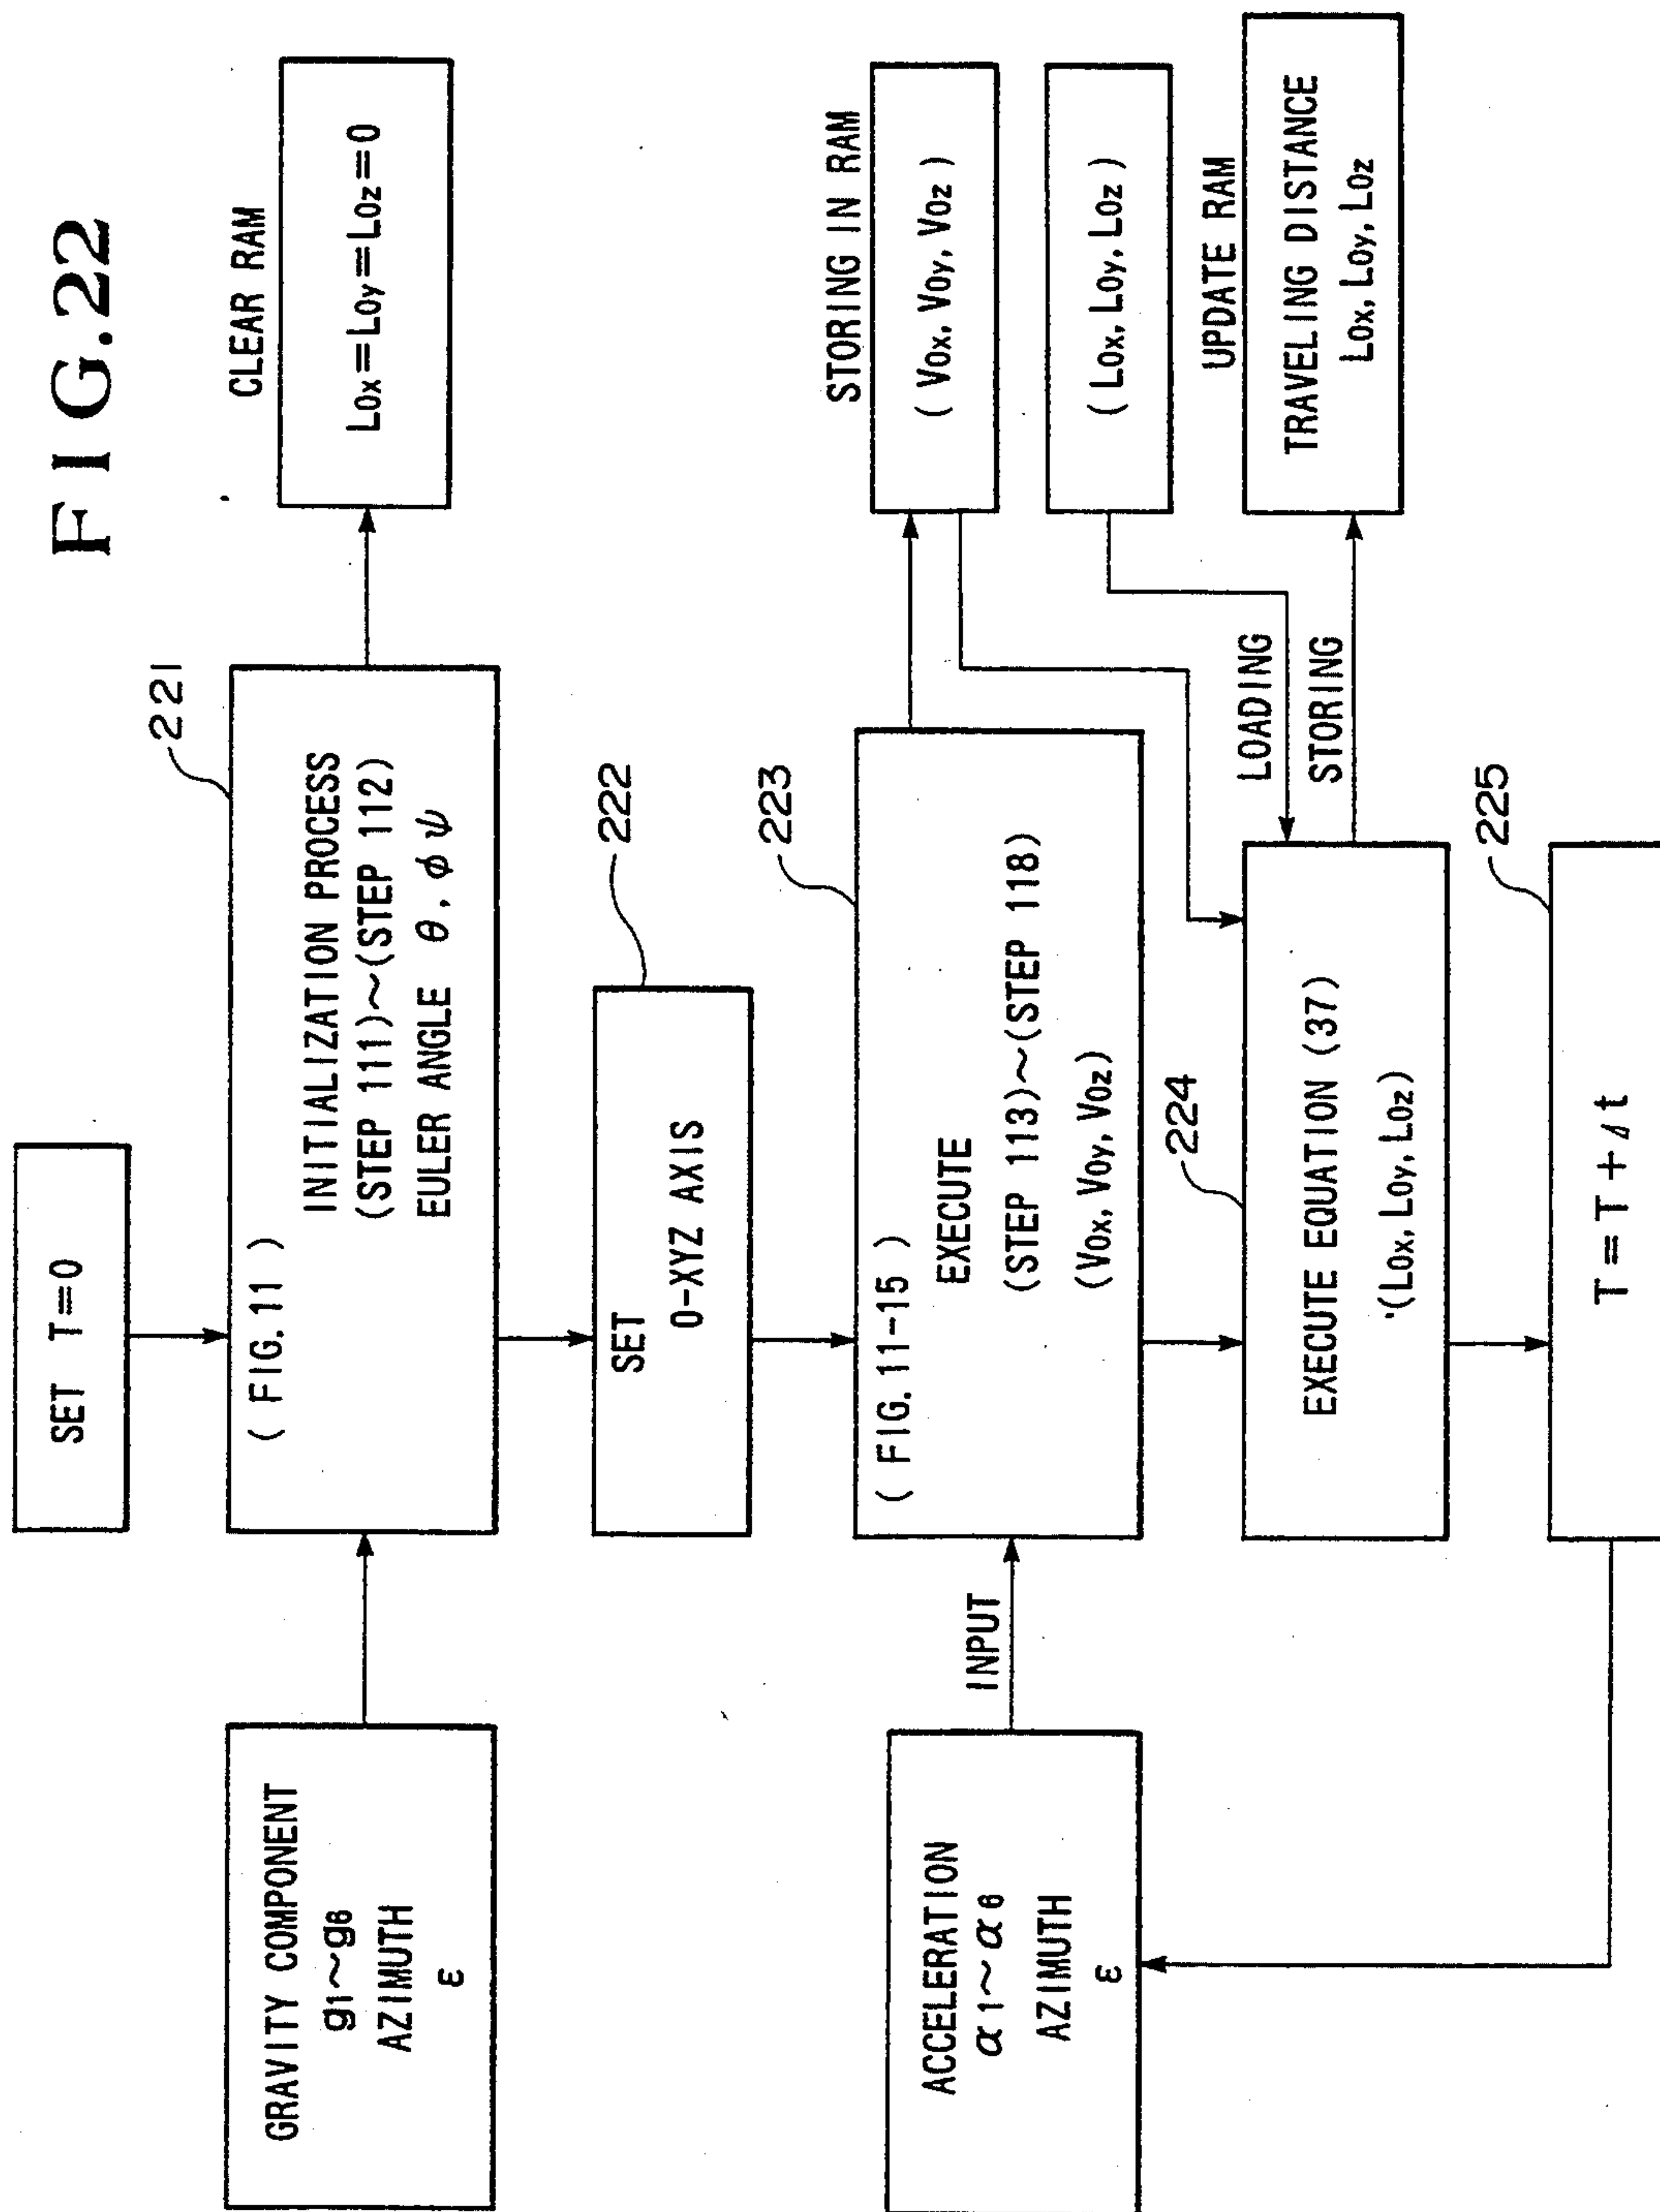 FIG.22
SET T=0
221
CLEAR RAM
GRAVITY COMPONENT
g1~g6
AZIMUTH
ε
( FIG.11 )
INITIALIZATION PROCESS
(STEP 111)~(STEP 112)
EULER ANGLE θ, φ ψ
L0x=L0y=L0z=0
222
SET
0-XYZ AXIS
223
STORING IN RAM
ACCELERATION
α1~α6
AZIMUTH
ε
INPUT
( FIG.11-15 )
EXECUTE
(STEP 113)~(STEP 118)
(V0x, V0y, V0z)
( V0x, V0y, V0z )
( L0x, L0y, L0z )
224
LOADING
STORING
UPDATE RAM
EXECUTE EQUATION (37)
(L0x, L0y, L0z)
TRAVELING DISTANCE
L0x, L0y, L0z
225
T=T+Δt